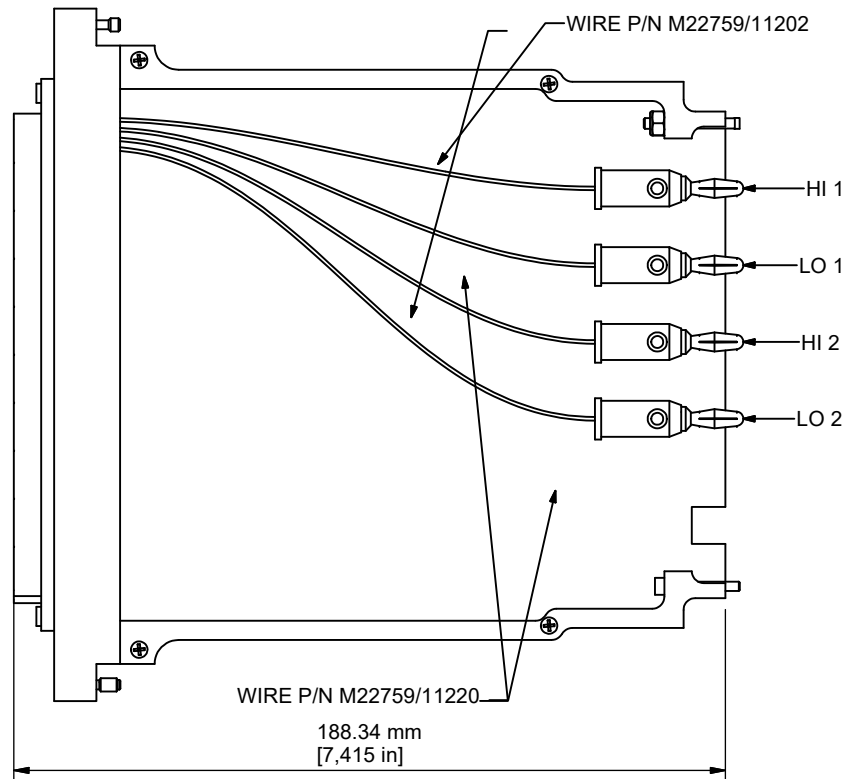 WIRE P/N M22759/11202
HI 1
LO 1
HI 2
LO 2
WIRE P/N M22759/11220
188.34 mm
[7,415 in]